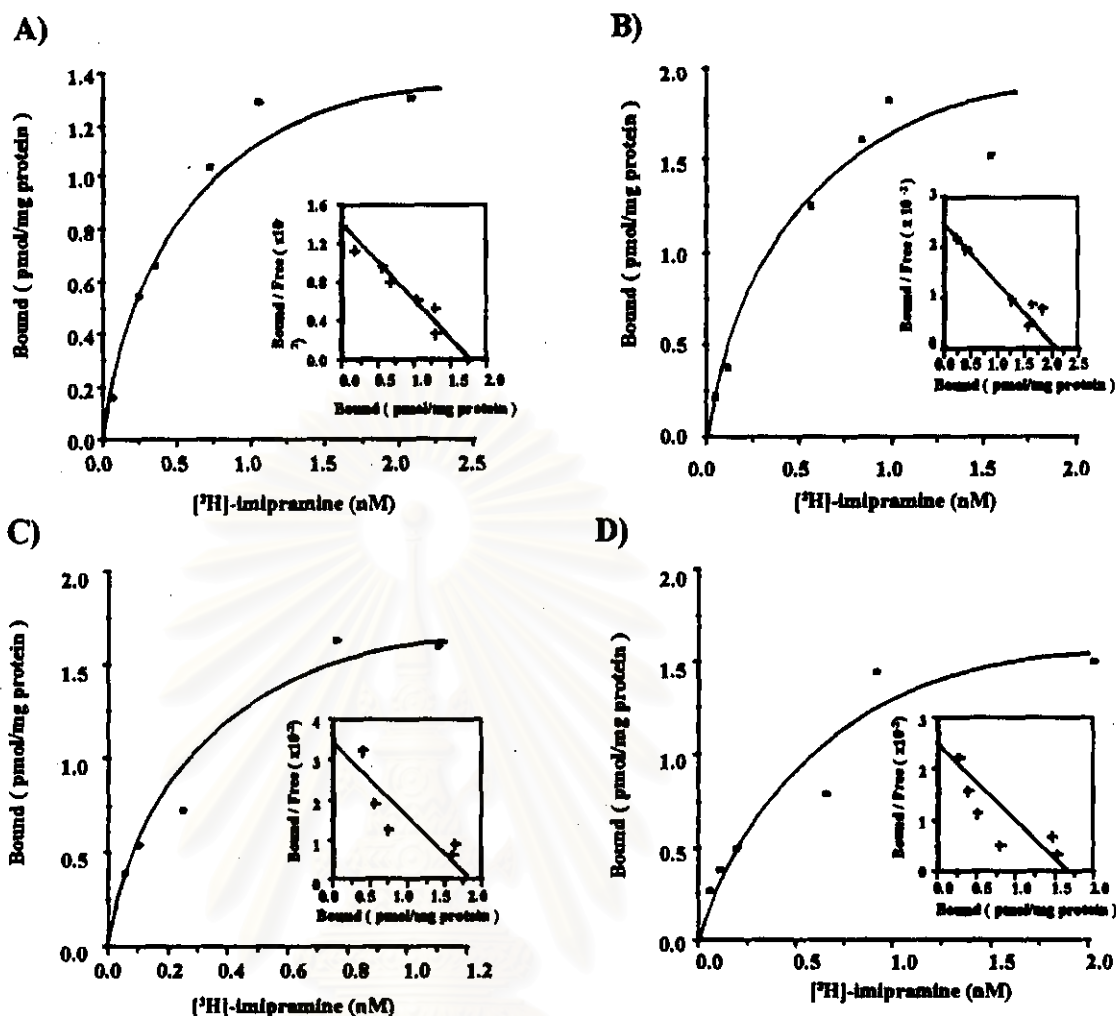 A)
Bound ( pmol/mg protein )
1.4
1.2
1.0
1.6
0.6
0.4
0.2
0.0
0.0 0.5 1.0 1.5 2.0 2.5
[³H]-imipramine (nM)
Bound / Free ( x10⁻
²)
1.6
1.2
0.8
0.4
0.0
0.0 0.5 1.0 1.5 2.0
Bound ( pmol/mg protein )
B)
Bound ( pmol/mg protein )
2.0
1.5
1.0
0.5
0.0
0.0 0.5 1.0 1.5 2.0
[³H]-imipramine (nM)
Bound / Free ( x 10⁻²)
3
2
1
0
0.0 0.5 1.0 1.5 2.0 2.5
Bound ( pmol/mg protein )
C)
Bound ( pmol/mg protein )
2.0
1.5
1.0
0.5
0.0
0.0 0.2 0.4 0.6 0.8 1.0 1.2
[³H]-imipramine (nM)
Bound / Free ( x10⁻²)
4
3
2
1
0
0.0 0.5 1.0 1.5 2.0
Bound ( pmol/mg protein )
D)
Bound ( pmol/mg protein )
2.0
1.5
1.0
0.5
0.0
0.0 0.5 1.0 1.5 2.0
[³H]-imipramine (nM)
Bound / Free ( x10⁻²)
3
2
1
0
0.0 0.5 1.0 1.5 2.0
Bound ( pmol/mg protein )